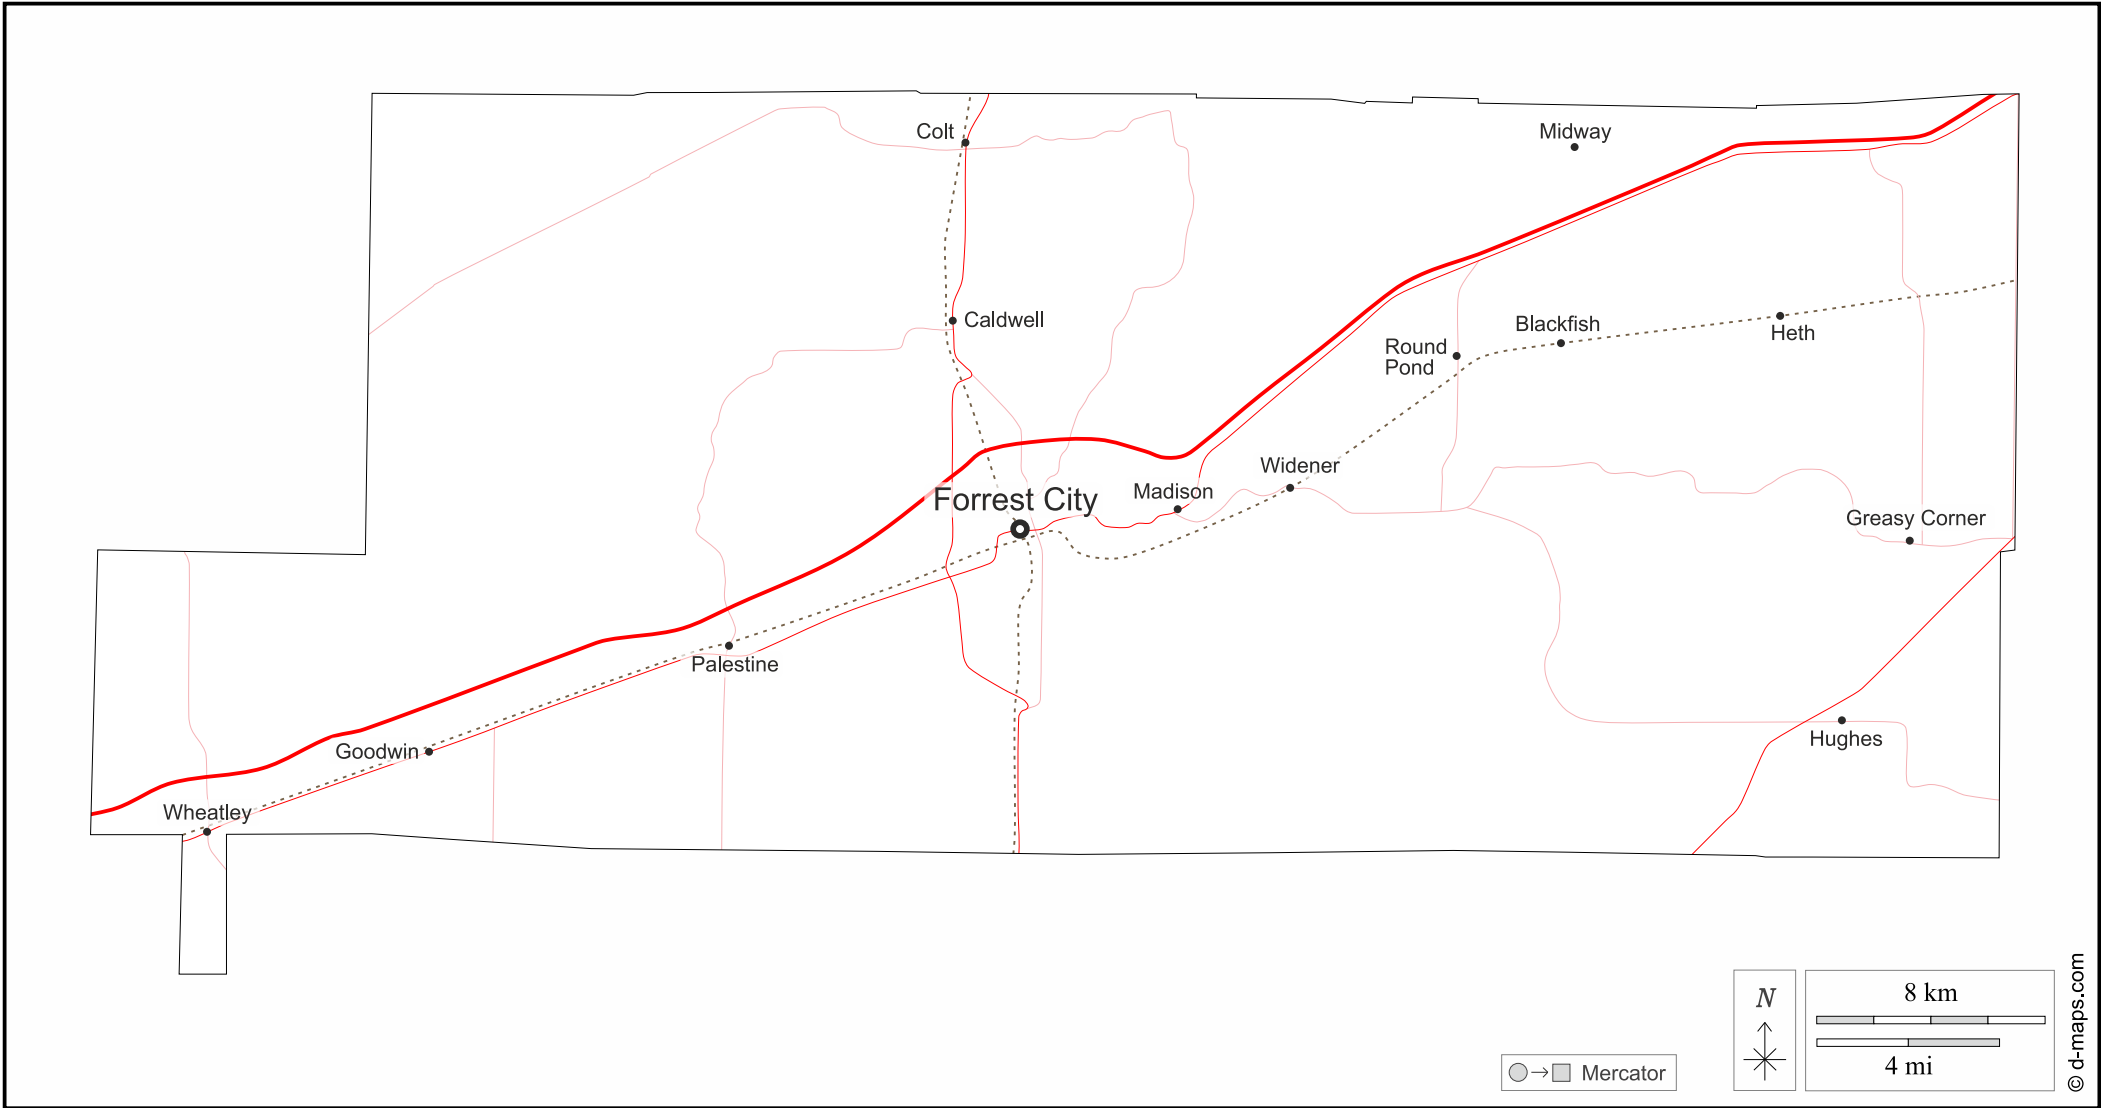 Colt
Midway
Caldwell
Blackfish
Heth
Round
Pond
Widener
Madison
Forrest City
Greasy Corner
Palestine
Hughes
Goodwin
Wheatley
N
8 km
4 mi
Mercator
© d-maps.com